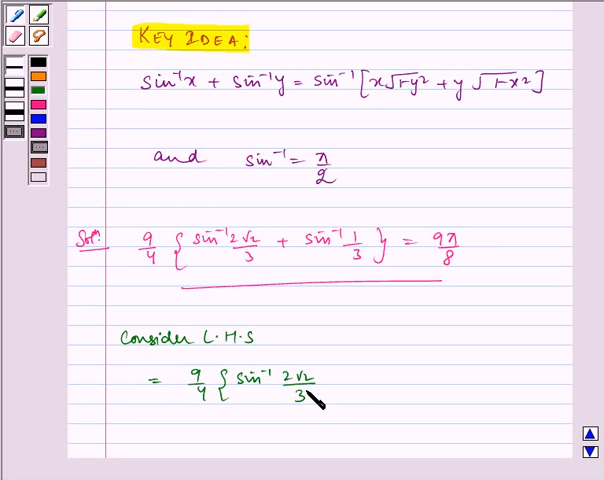 KEY IDEA:
sin⁻¹x + sin⁻¹y = sin⁻¹[x√1-y² + y √1-x²]
and sin⁻¹ = π/2
Solⁿ: 9/4 { sin⁻¹ 2√2/3 + sin⁻¹ 1/3 } = 9π/8
Consider L.H.S
= 9/4 { sin⁻¹ 2√2/3